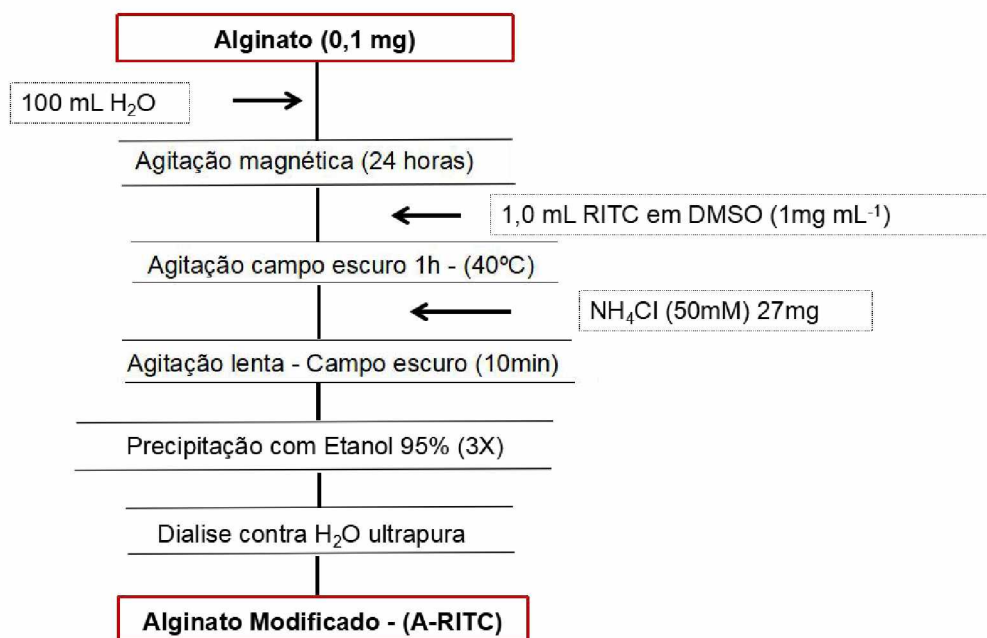 Alginato (0,1 mg)
100 mL H₂O
Agitação magnética (24 horas)
1,0 mL RITC em DMSO (1mg mL⁻¹)
Agitação campo escuro 1h - (40ºC)
NH₄Cl (50mM) 27mg
Agitação lenta - Campo escuro (10min)
Precipitação com Etanol 95% (3X)
Dialise contra H₂O ultrapura
Alginato Modificado - (A-RITC)